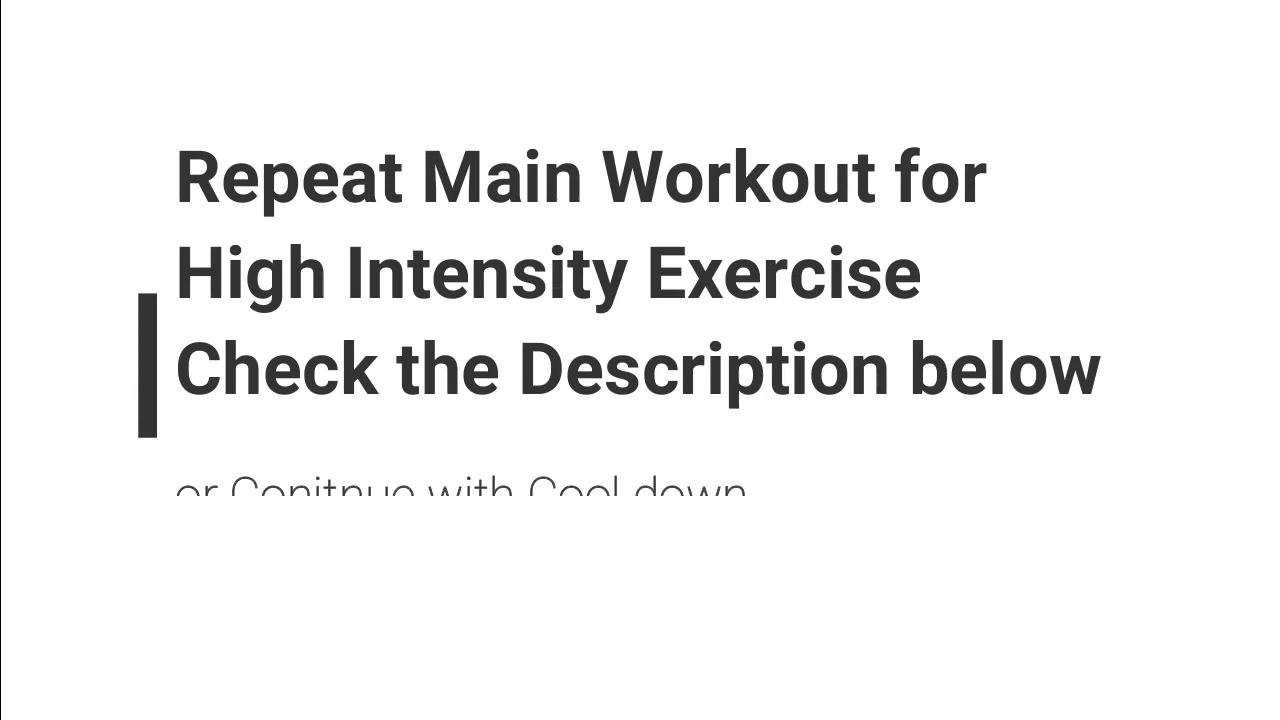 Repeat Main Workout for
High Intensity Exercise
Check the Description below
or Conitnue with Cool down